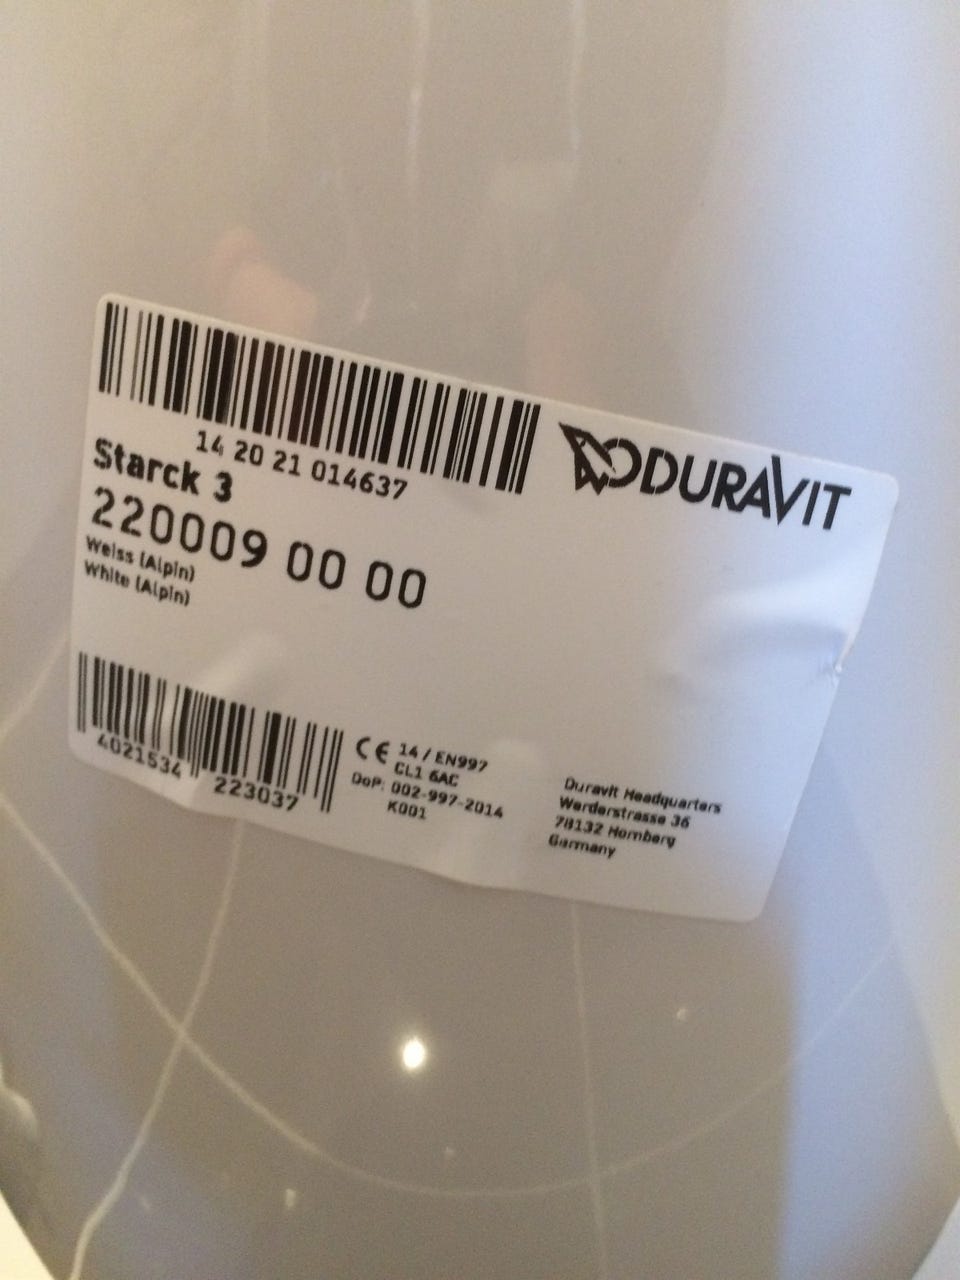 14 20 21 014637
DURAVIT
Starck 3
220009 00 00
Weiss (Alpin)
White (Alpin)
4021534 223037
CE 14 / EN997
CL1 6AC
DoP: 002-997-2014
K001
Duravit Headquarters
Werderstrasse 36
78132 Hornberg
Germany